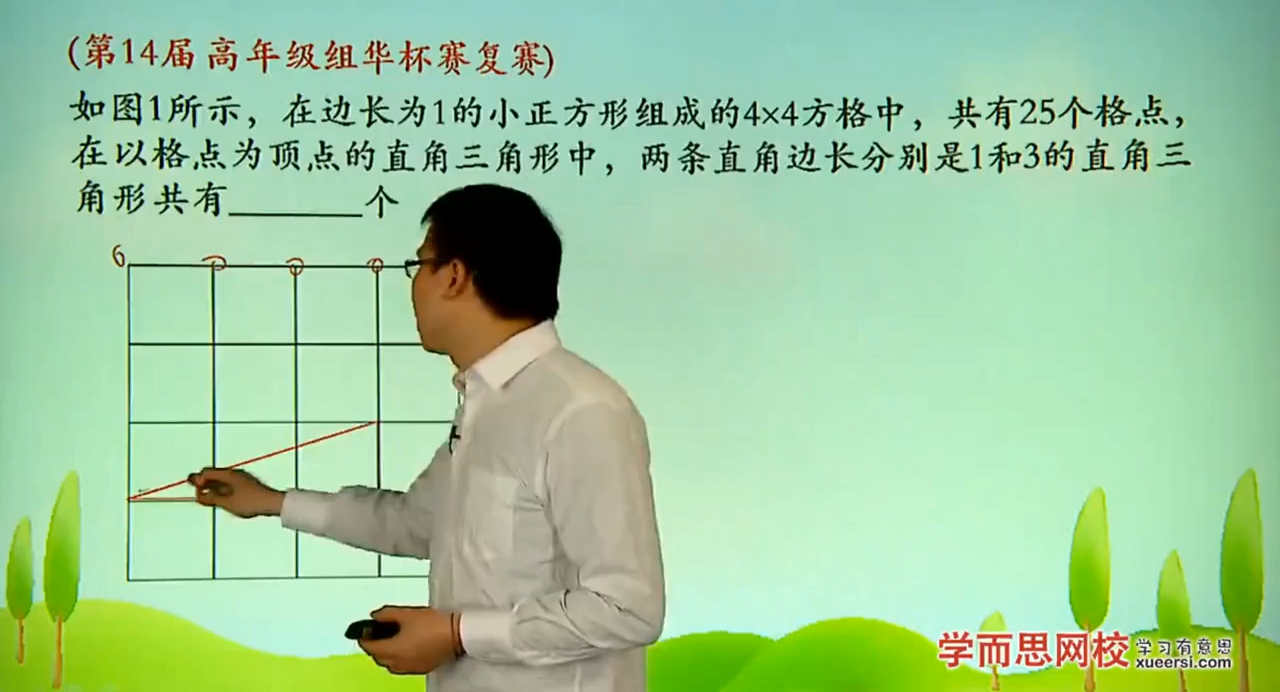 (第14届高年级组华杯赛复赛)
如图1所示，在边长为1的小正方形组成的4×4方格中，共有25个格点，
在以格点为顶点的直角三角形中，两条直角边长分别是1和3的直角三
角形共有______个
学而思网校 学习有意思
xueersi.com